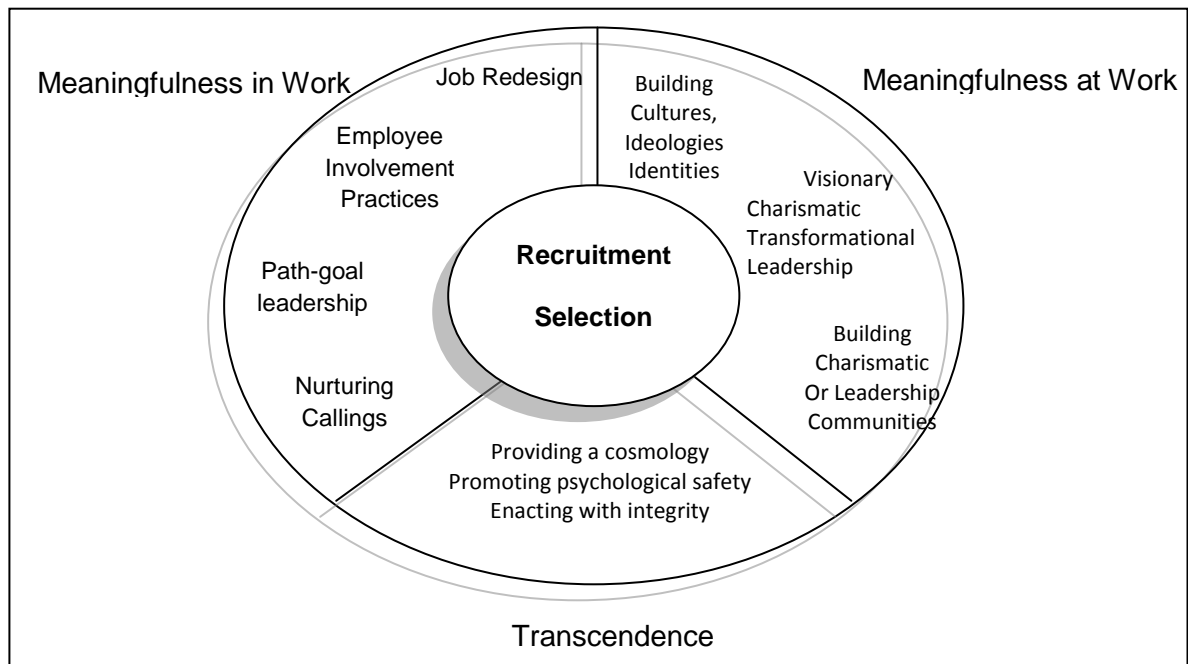 Meaningfulness in Work
Job Redesign
Employee
Involvement
Practices
Path-goal
leadership
Nurturing
Callings
Meaningfulness at Work
Building
Cultures,
Ideologies
Identities
Visionary
Charismatic
Transformational
Leadership
Building
Charismatic
Or Leadership
Communities
Recruitment
Selection
Providing a cosmology
Promoting psychological safety
Enacting with integrity
Transcendence